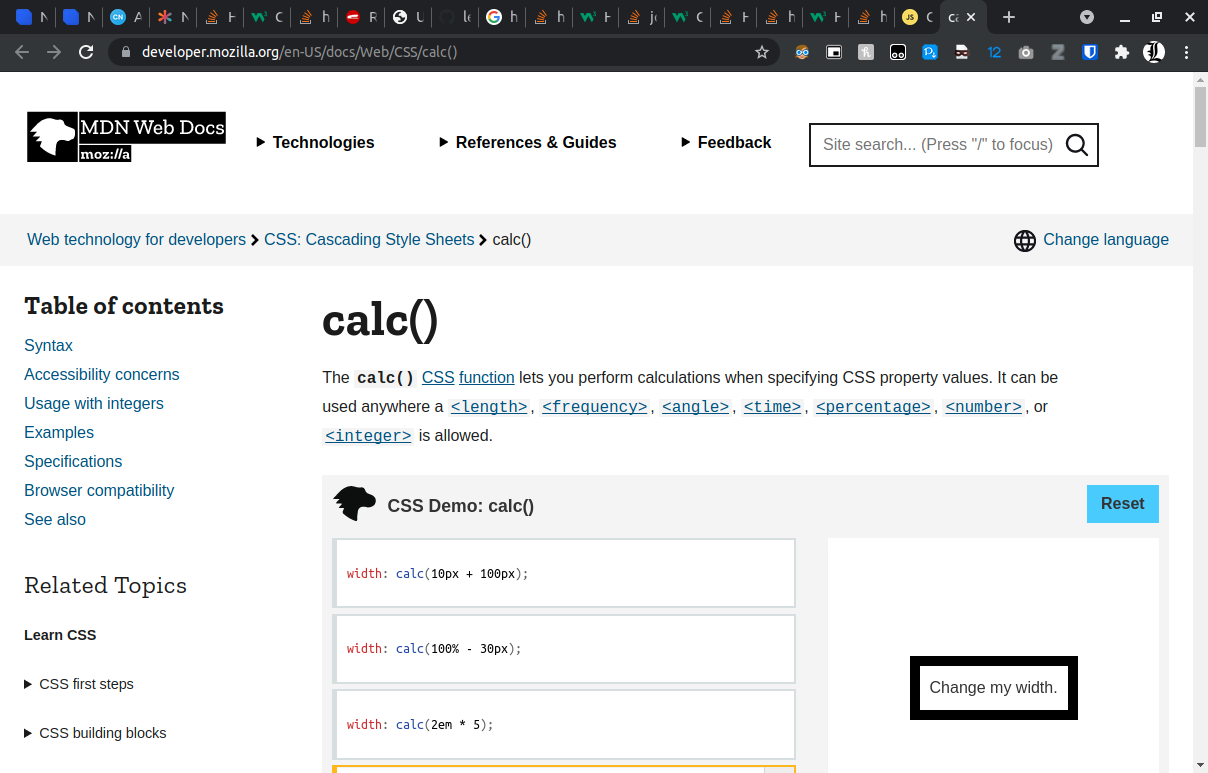 N
N
CN A
N
H
C
h
R
U
le
G h
h
H
je
C
H
h
H
h
JS C
ca
developer.mozilla.org/en-US/docs/Web/CSS/calc()
12
MDN Web Docs
moz://a
Technologies
References & Guides
Feedback
Site search... (Press "/" to focus)
Web technology for developers
CSS: Cascading Style Sheets
calc()
Change language
Table of contents
Syntax
Accessibility concerns
Usage with integers
Examples
Specifications
Browser compatibility
See also
Related Topics
Learn CSS
CSS first steps
CSS building blocks
calc()
The calc() CSS function lets you perform calculations when specifying CSS property values. It can be
used anywhere a <length>, <frequency>, <angle>, <time>, <percentage>, <number>, or
<integer> is allowed.
CSS Demo: calc()
Reset
width: calc(10px + 100px);
width: calc(100% - 30px);
width: calc(2em * 5);
Change my width.